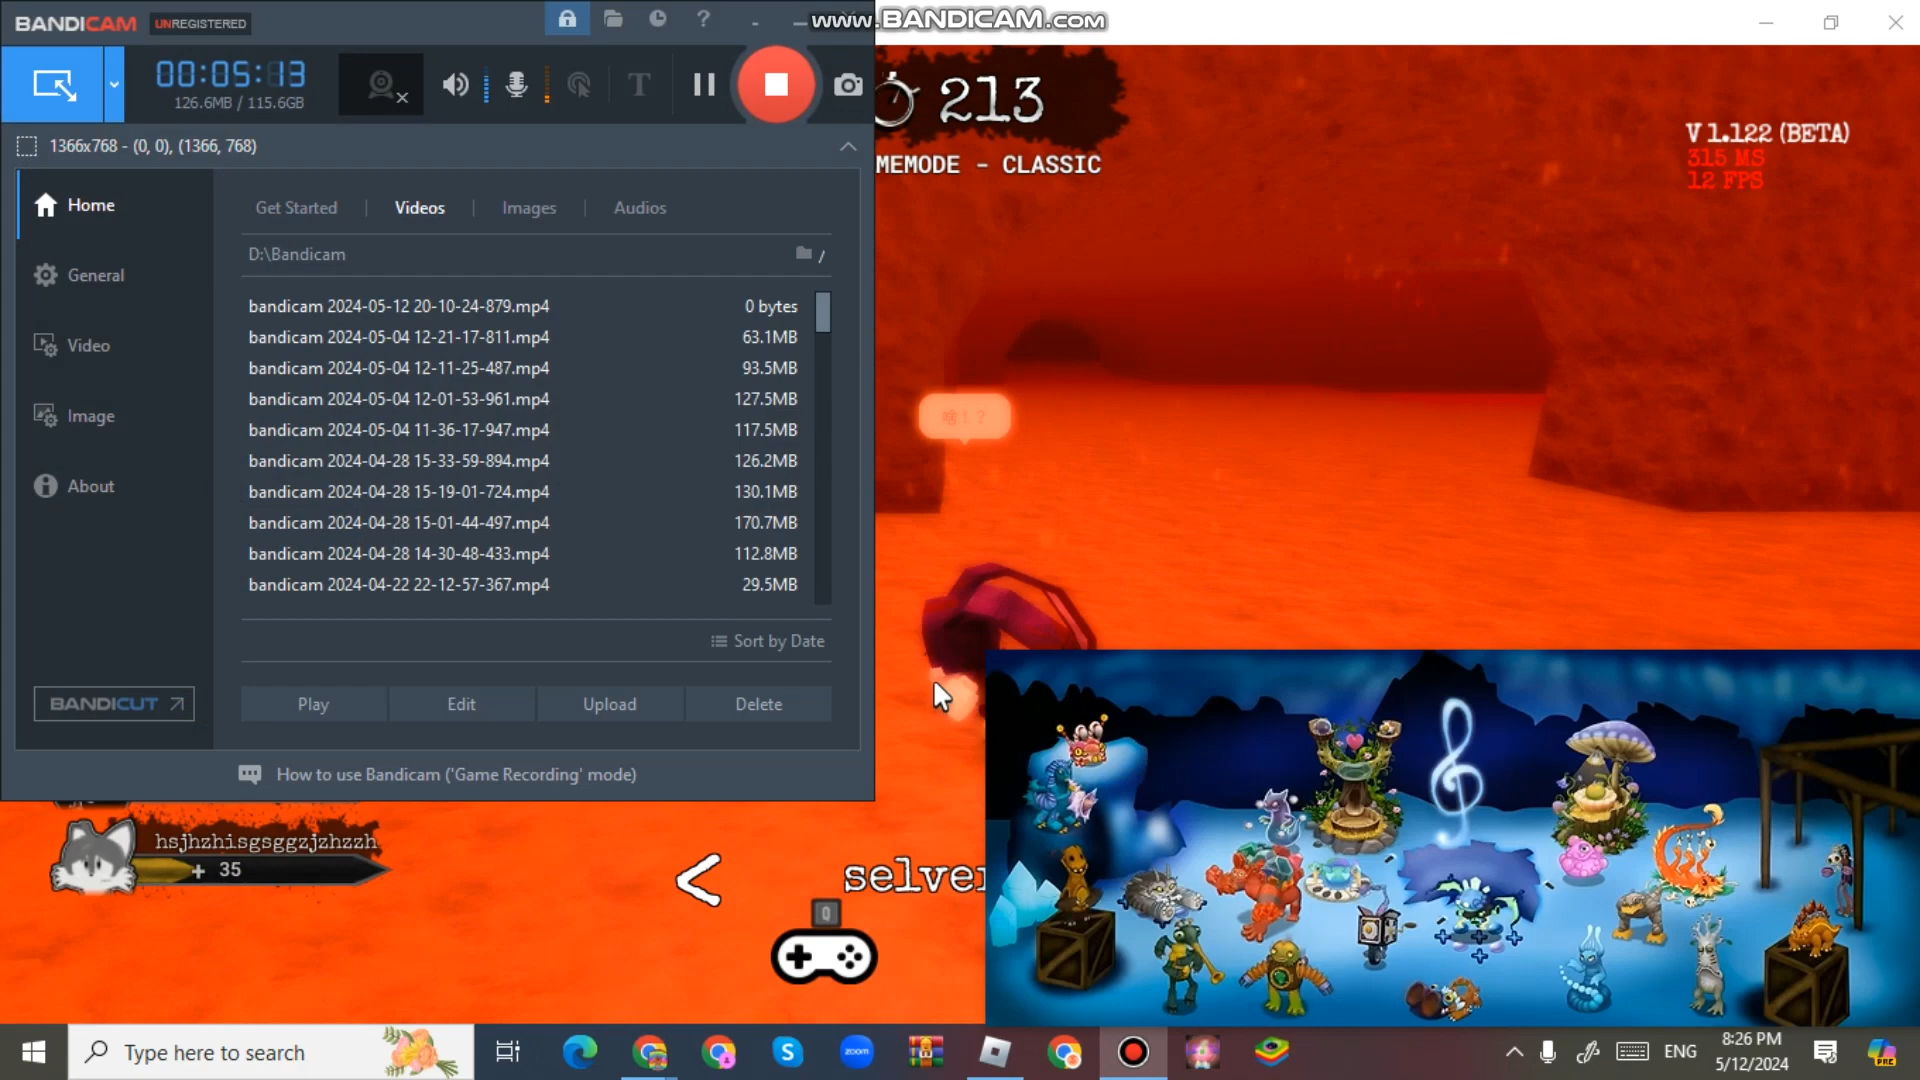 BANDICAM UNREGISTERED
www.BANDICAM.com
00:05:13
126.6MB / 115.6GB
1366x768 - (0, 0), (1366, 768)
Home
General
Video
Image
About
BANDICUT
Get Started
Videos
Images
Audios
D:\Bandicam
bandicam 2024-05-12 20-10-24-879.mp4 0 bytes
bandicam 2024-05-04 12-21-17-811.mp4 63.1MB
bandicam 2024-05-04 12-11-25-487.mp4 93.5MB
bandicam 2024-05-04 12-01-53-961.mp4 127.5MB
bandicam 2024-05-04 11-36-17-947.mp4 117.5MB
bandicam 2024-04-28 15-33-59-894.mp4 126.2MB
bandicam 2024-04-28 15-19-01-724.mp4 130.1MB
bandicam 2024-04-28 15-01-44-497.mp4 170.7MB
bandicam 2024-04-28 14-30-48-433.mp4 112.8MB
bandicam 2024-04-22 22-12-57-367.mp4 29.5MB
Sort by Date
Play
Edit
Upload
Delete
How to use Bandicam ('Game Recording' mode)
213
MEMODE - CLASSIC
V 1.122 (BETA)
315 MS
12 FPS
啥！？
hsjhzhisgsggzjzhzzh
+ 35
<
selve
Q
Type here to search
zoom
ENG
8:26 PM
5/12/2024
PRE